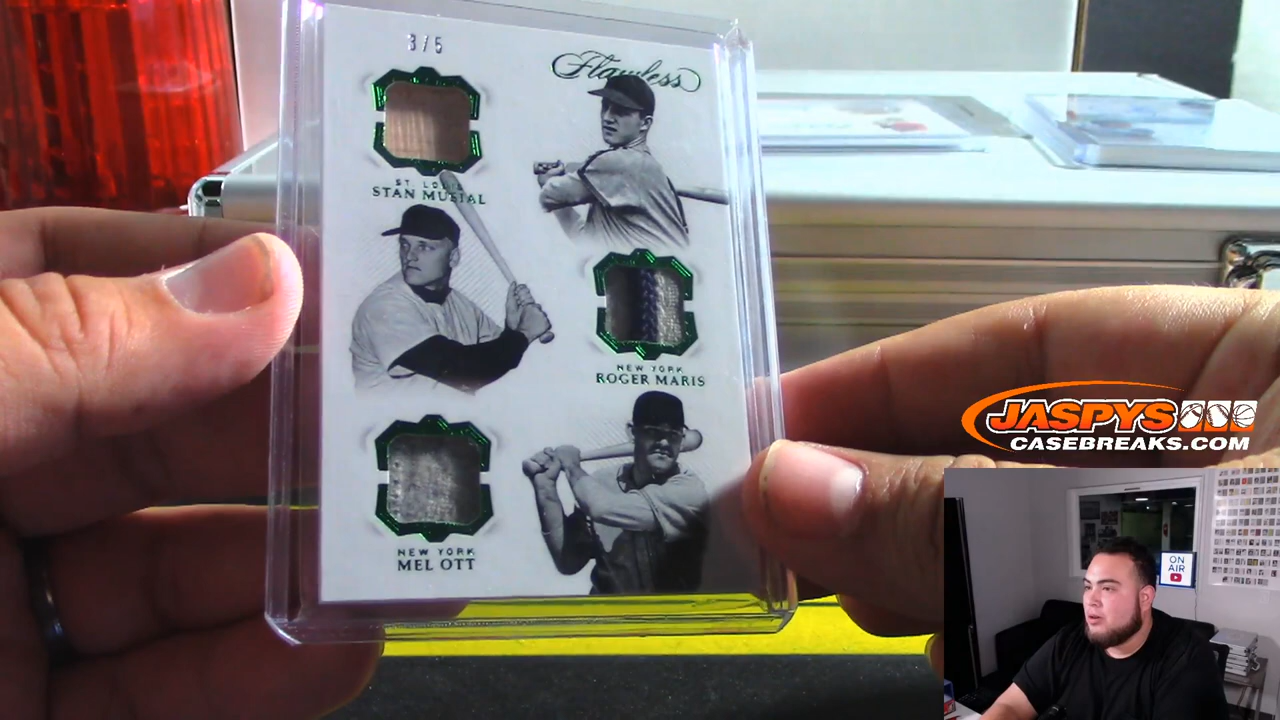 3/5
Flawless
ST. LOUIS
STAN MUSIAL
NEW YORK
ROGER MARIS
NEW YORK
MEL OTT
JASPYS
CASEBREAKS.COM
ON
AIR